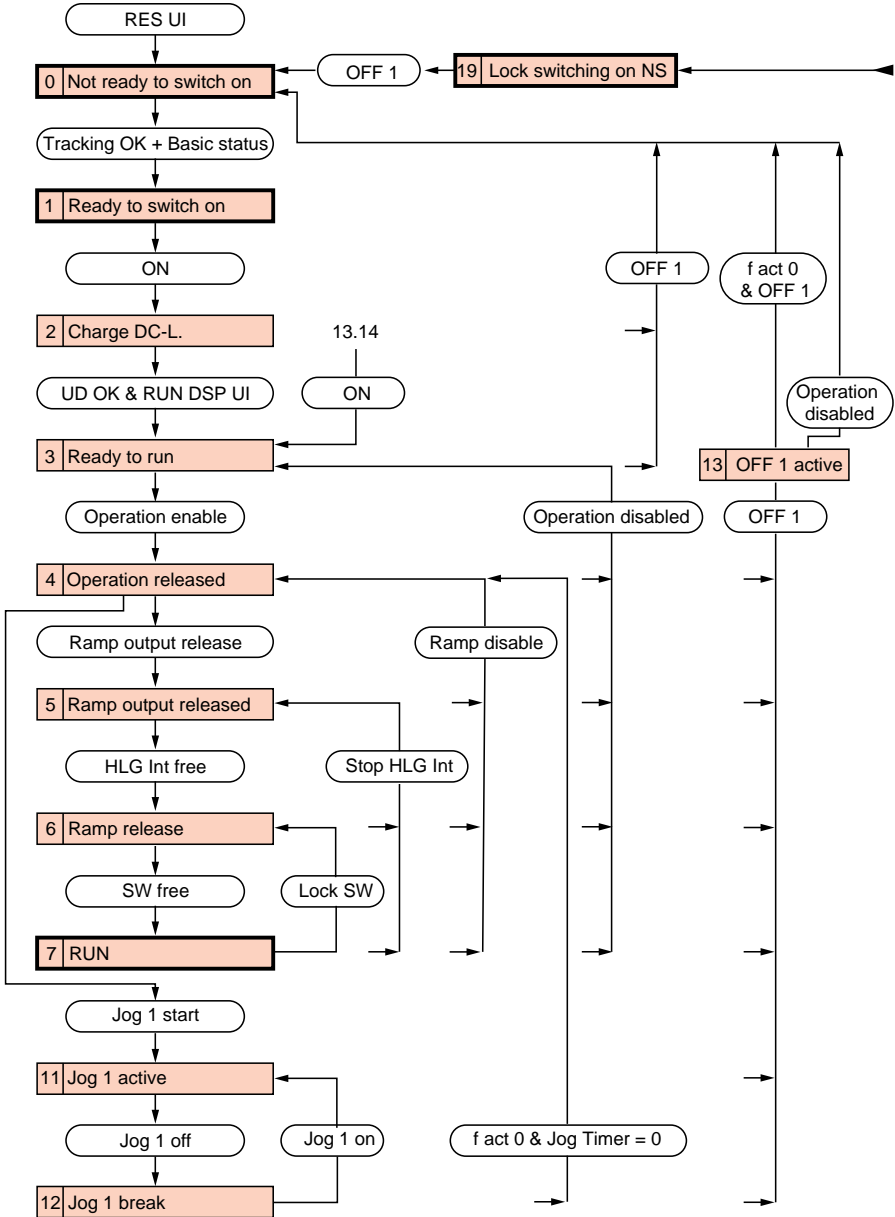 RES UI
0 Not ready to switch on
OFF 1
19 Lock switching on NS
Tracking OK + Basic status
1 Ready to switch on
ON
OFF 1
f act 0
& OFF 1
2 Charge DC-L.
13.14
UD OK & RUN DSP UI
ON
Operation
disabled
3 Ready to run
13 OFF 1 active
Operation enable
Operation disabled
OFF 1
4 Operation released
Ramp output release
Ramp disable
5 Ramp output released
HLG Int free
Stop HLG Int
6 Ramp release
SW free
Lock SW
7 RUN
Jog 1 start
11 Jog 1 active
Jog 1 off
Jog 1 on
f act 0 & Jog Timer = 0
12 Jog 1 break